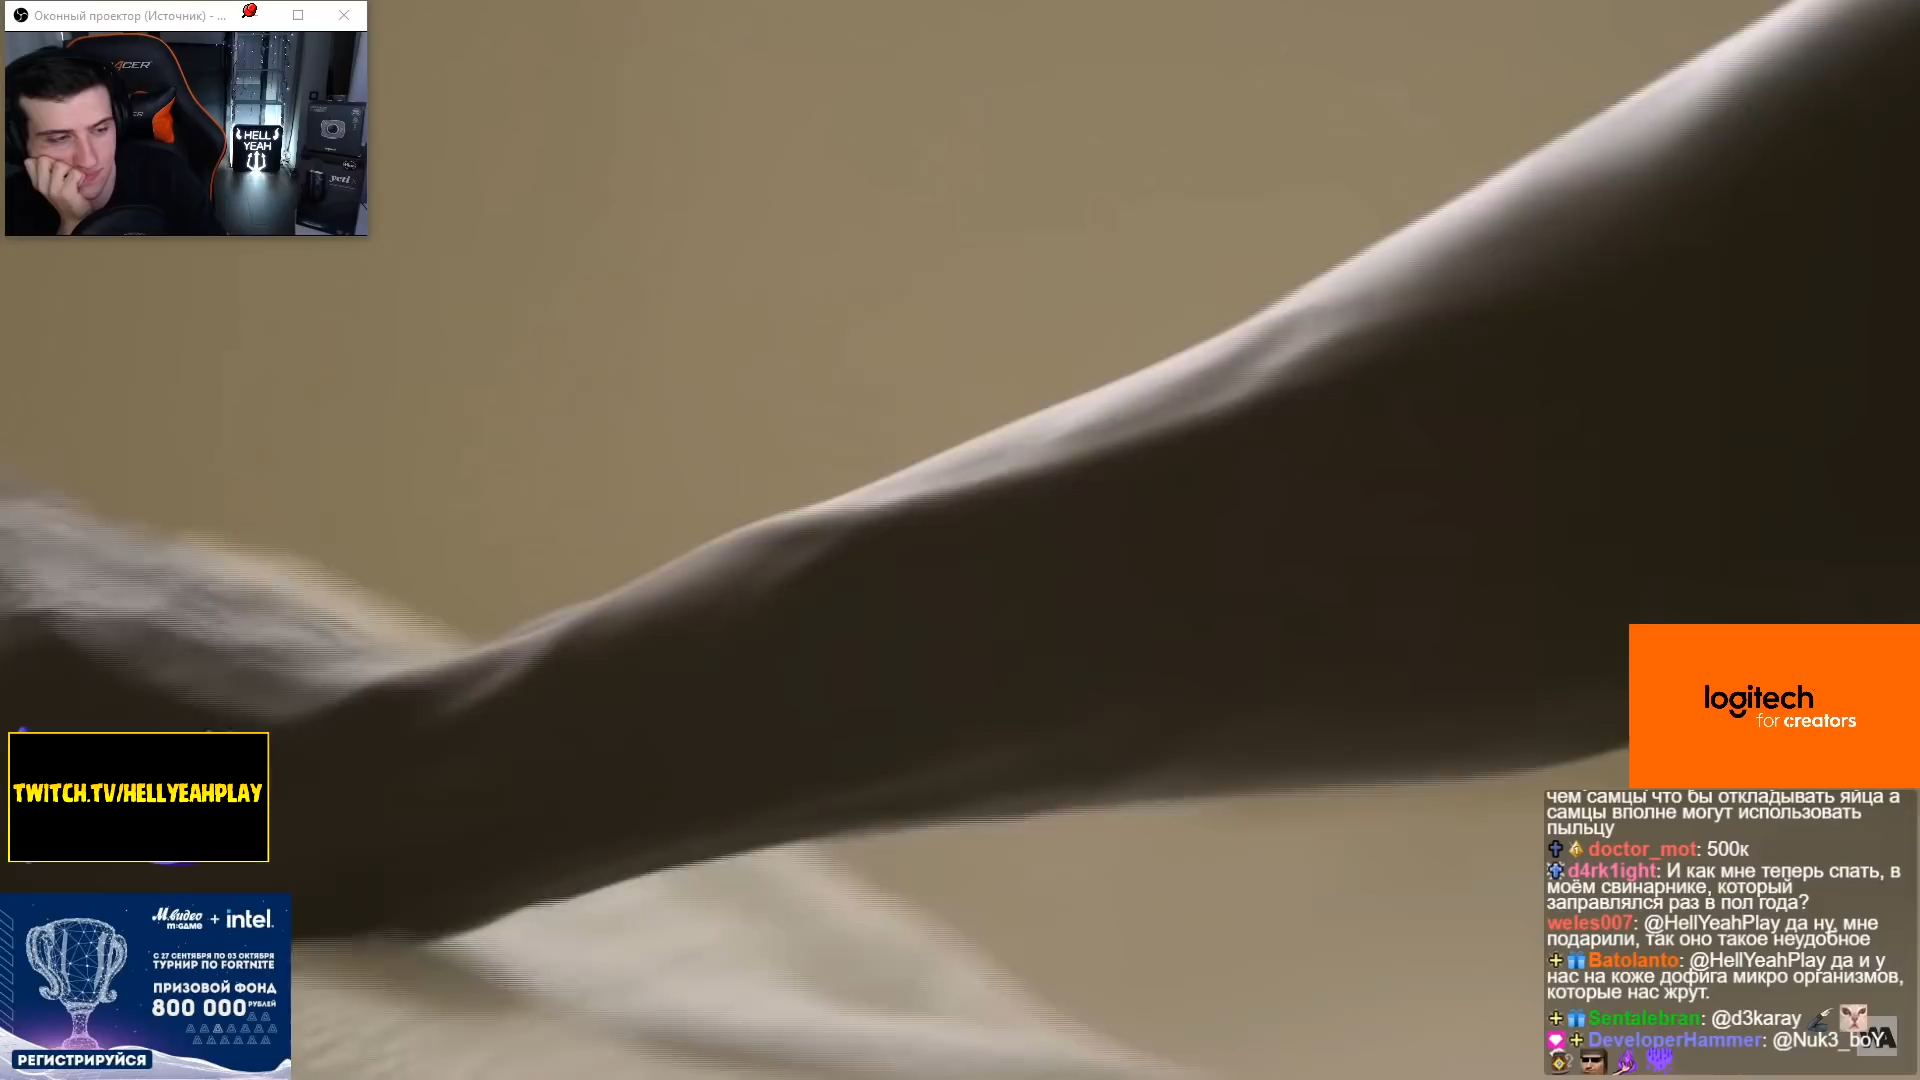 Оконный проектор (Источник) - ...
HELL
YEAH
yeti
TWITCH.TV/HELLYEAHPLAY
М.видео + intel.
m.game
С 27 СЕНТЯБРЯ ПО 03 ОКТЯБРЯ
ТУРНИР ПО FORTNITE
ПРИЗОВОЙ ФОНД
800 000 РУБЛЕЙ
РЕГИСТРИРУЙСЯ
logitech
for creators
чем самцы что бы откладывать яйца а
самцы вполне могут использовать
пыльцу
doctor_mot: 500к
d4rk1ight: И как мне теперь спать, в
моём свинарнике, который
заправлялся раз в пол года?
weles007: @HellYeahPlay да ну, мне
подарили, так оно такое неудобное
Batolanto: @HellYeahPlay да и у
нас на коже дофига микро организмов,
которые нас жрут.
Sentalebran: @d3karay
DeveloperHammer: @Nuk3_boY